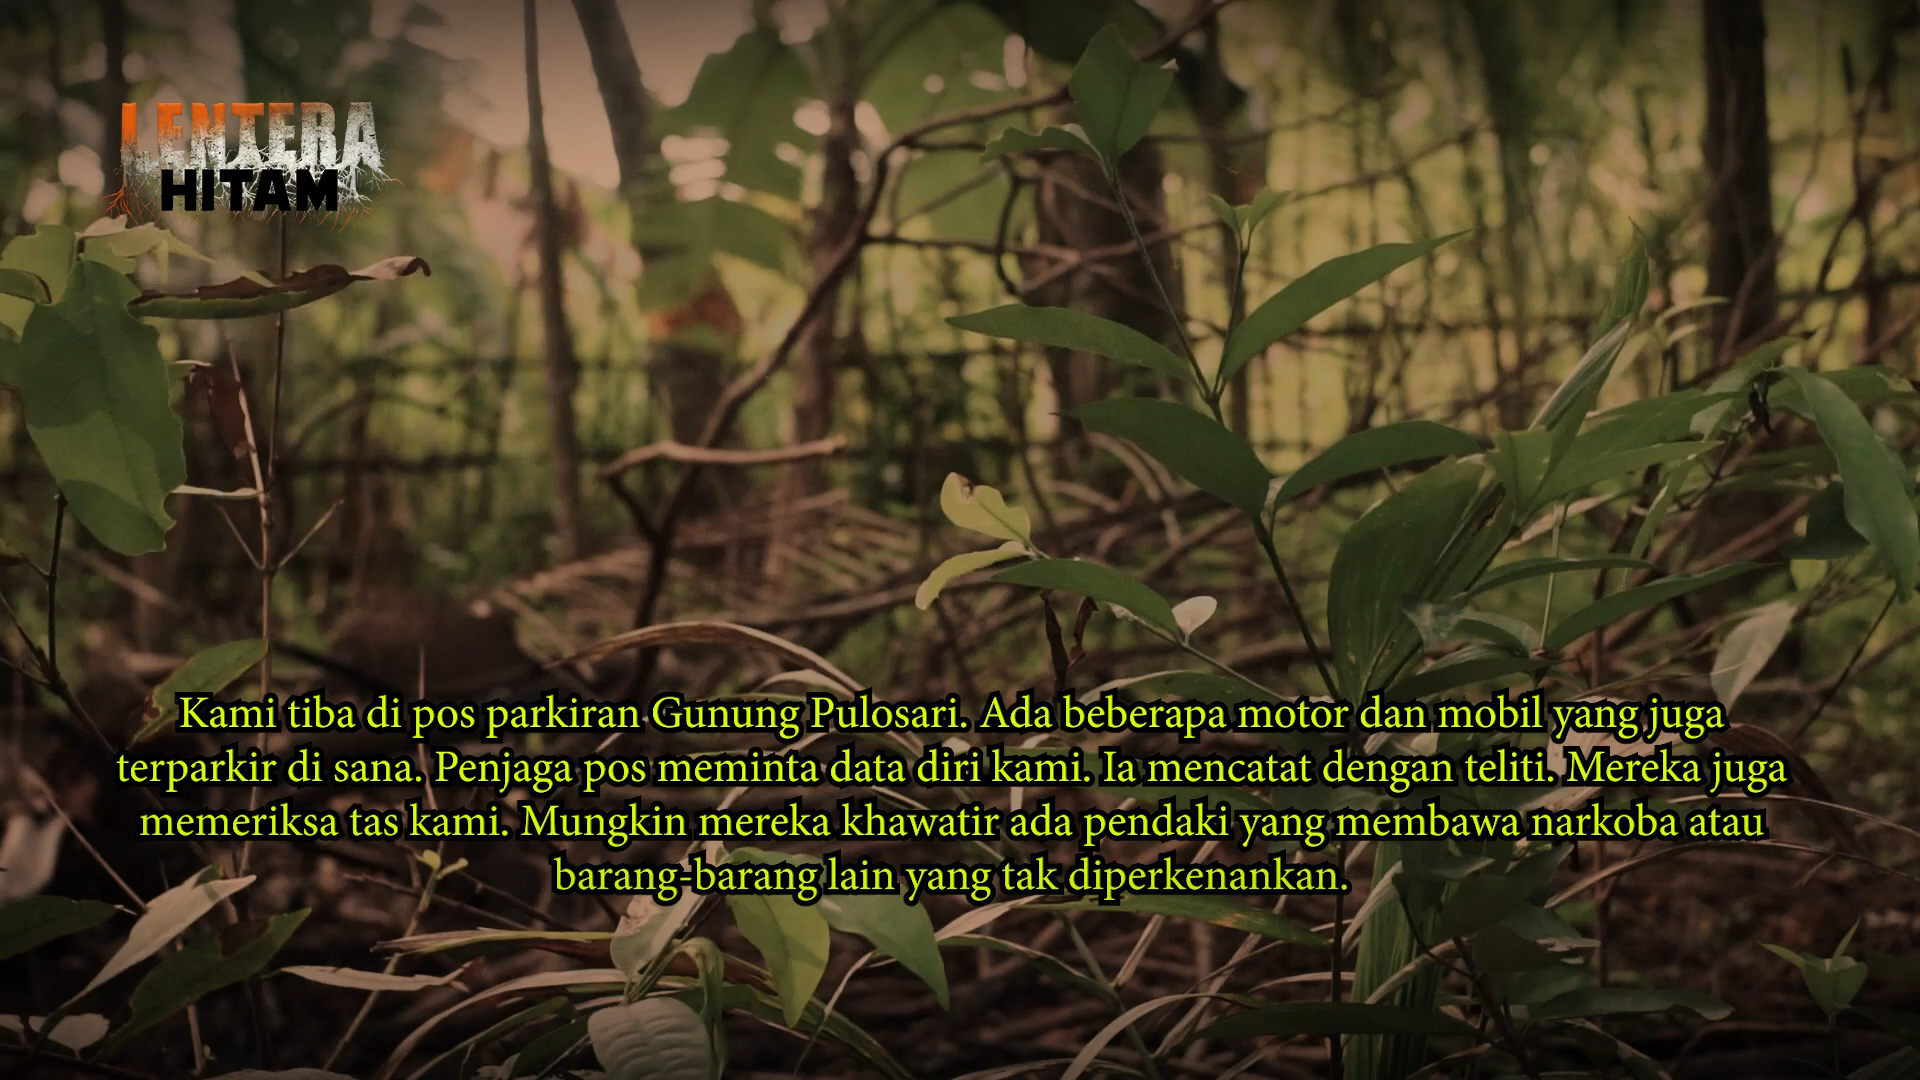 LENTERA
HITAM
Kami tiba di pos parkiran Gunung Pulosari. Ada beberapa motor dan mobil yang juga
terparkir di sana. Penjaga pos meminta data diri kami. Ia mencatat dengan teliti. Mereka juga
memeriksa tas kami. Mungkin mereka khawatir ada pendaki yang membawa narkoba atau
barang-barang lain yang tak diperkenankan.